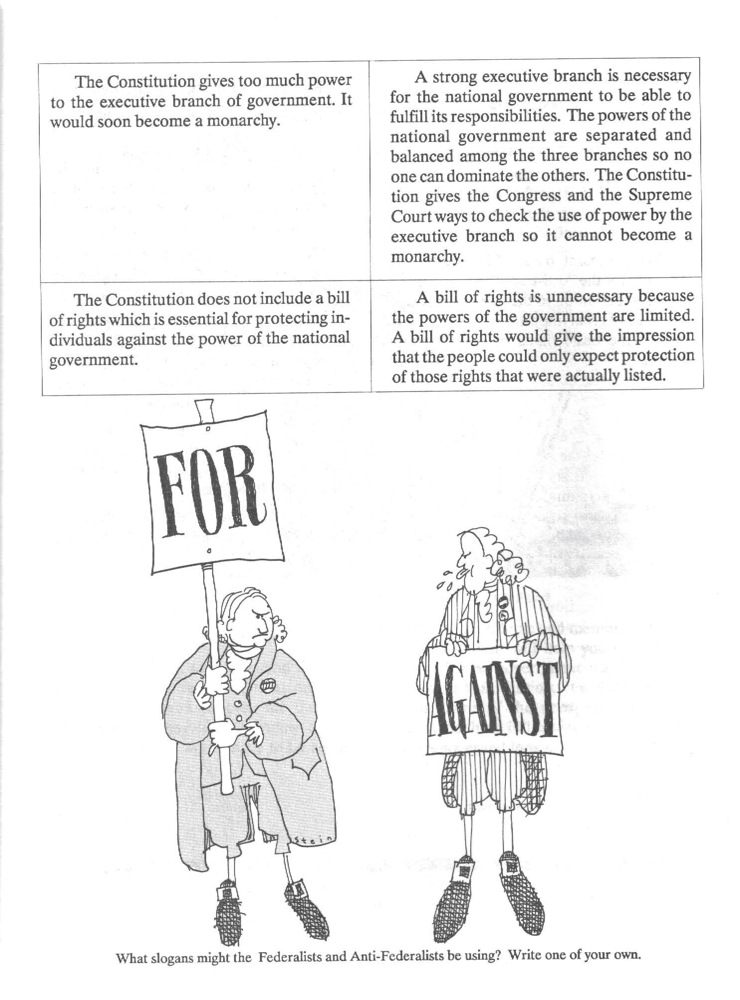 The Constitution gives too much power
to the executive branch of government. It
would soon become a monarchy.
A strong executive branch is necessary
for the national government to be able to
fulfill its responsibilities. The powers of the
national government are separated and
balanced among the three branches so no
one can dominate the others. The Constitu-
tion gives the Congress and the Supreme
Court ways to check the use of power by the
executive branch so it cannot become a
monarchy.
The Constitution does not include a bill
of rights which is essential for protecting in-
dividuals against the power of the national
government.
A bill of rights is unnecessary because
the powers of the government are limited.
A bill of rights would give the impression
that the people could only expect protection
of those rights that were actually listed.
FOR
AGAINST
Stein
What slogans might the Federalists and Anti-Federalists be using? Write one of your own.